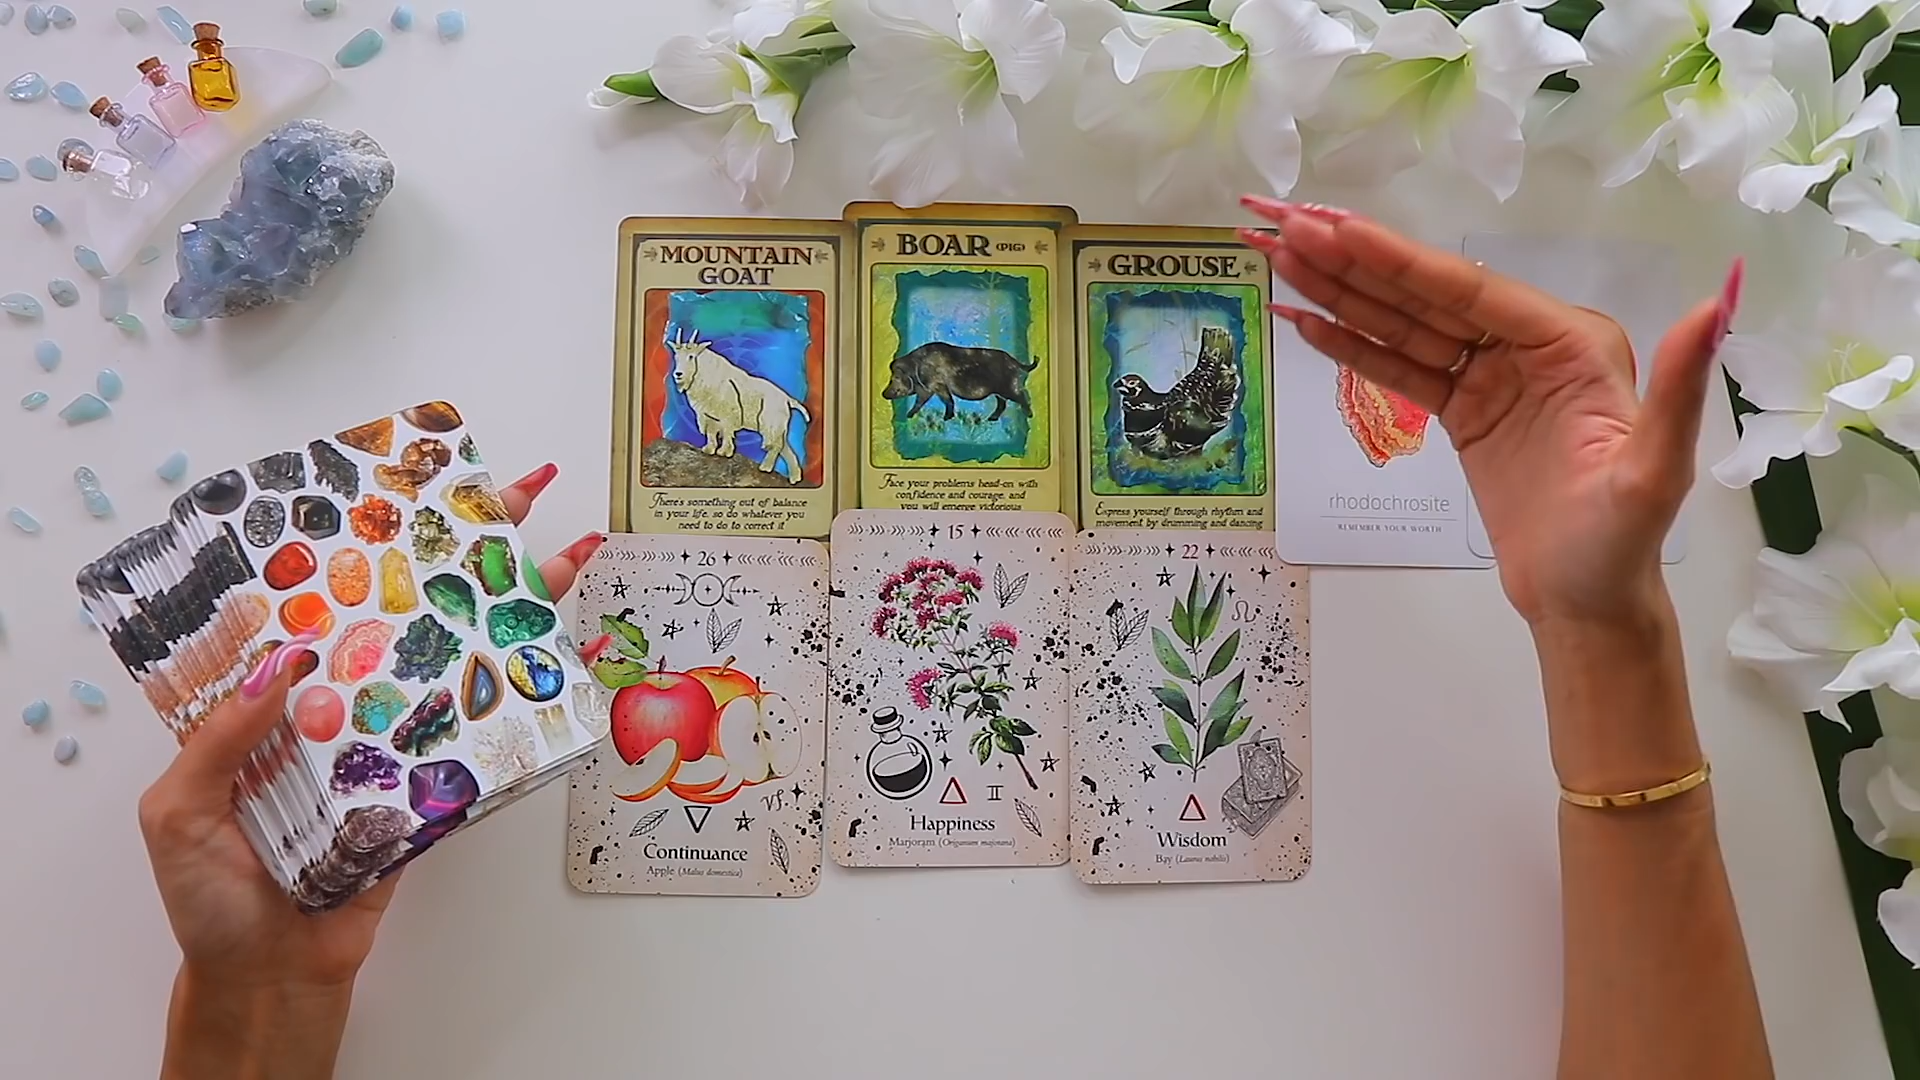 MOUNTAIN
GOAT
There's something out of balance
in your life, so do whatever you
need to do to correct it
BOAR (PIG)
Face your problems head-on with
confidence and courage, and
you will emerge victorious
GROUSE
Express yourself through rhythm and
movement by drumming and dancing
rhodochrosite
REMEMBER YOUR WORTH
26
Continuance
Apple (Malus domestica)
15
Happiness
Marjoram (Origanum majorana)
22
Wisdom
Bay (Laurus nobilis)